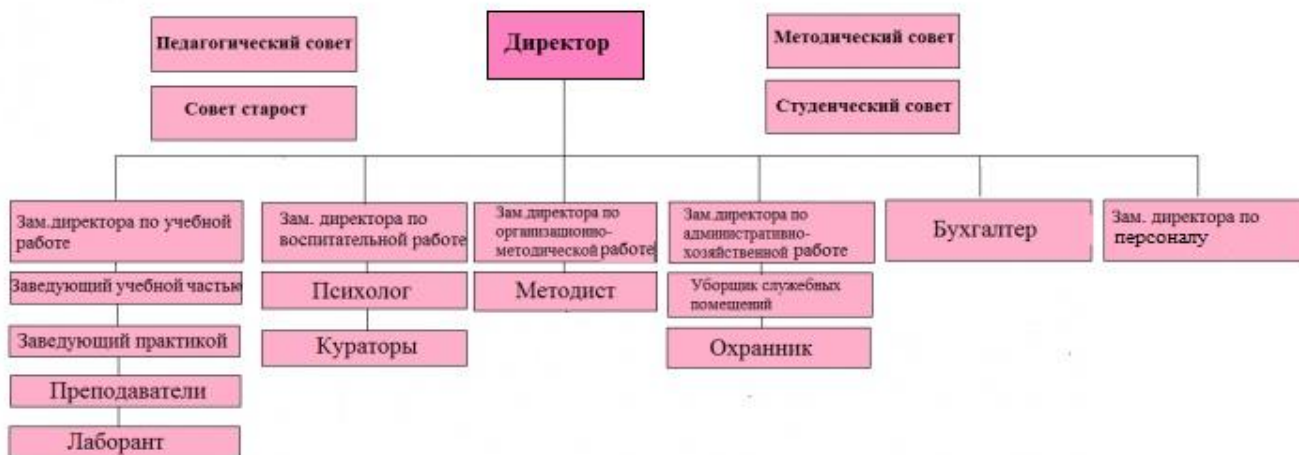 Педагогический совет
Директор
Методический совет
Совет старост
Студенческий совет
Зам.директора по учебной
работе
Заведующий учебной частью
Заведующий практикой
Преподаватели
Лаборант
Зам. директора по
воспитательной работе
Психолог
Кураторы
Зам.директора по
организационно-
методической работе
Методист
Зам.директора по
административно-
хозяйственной работе
Уборщик служебных
помешений
Охранник
Бухгалтер
Зам. директора по
персоналу